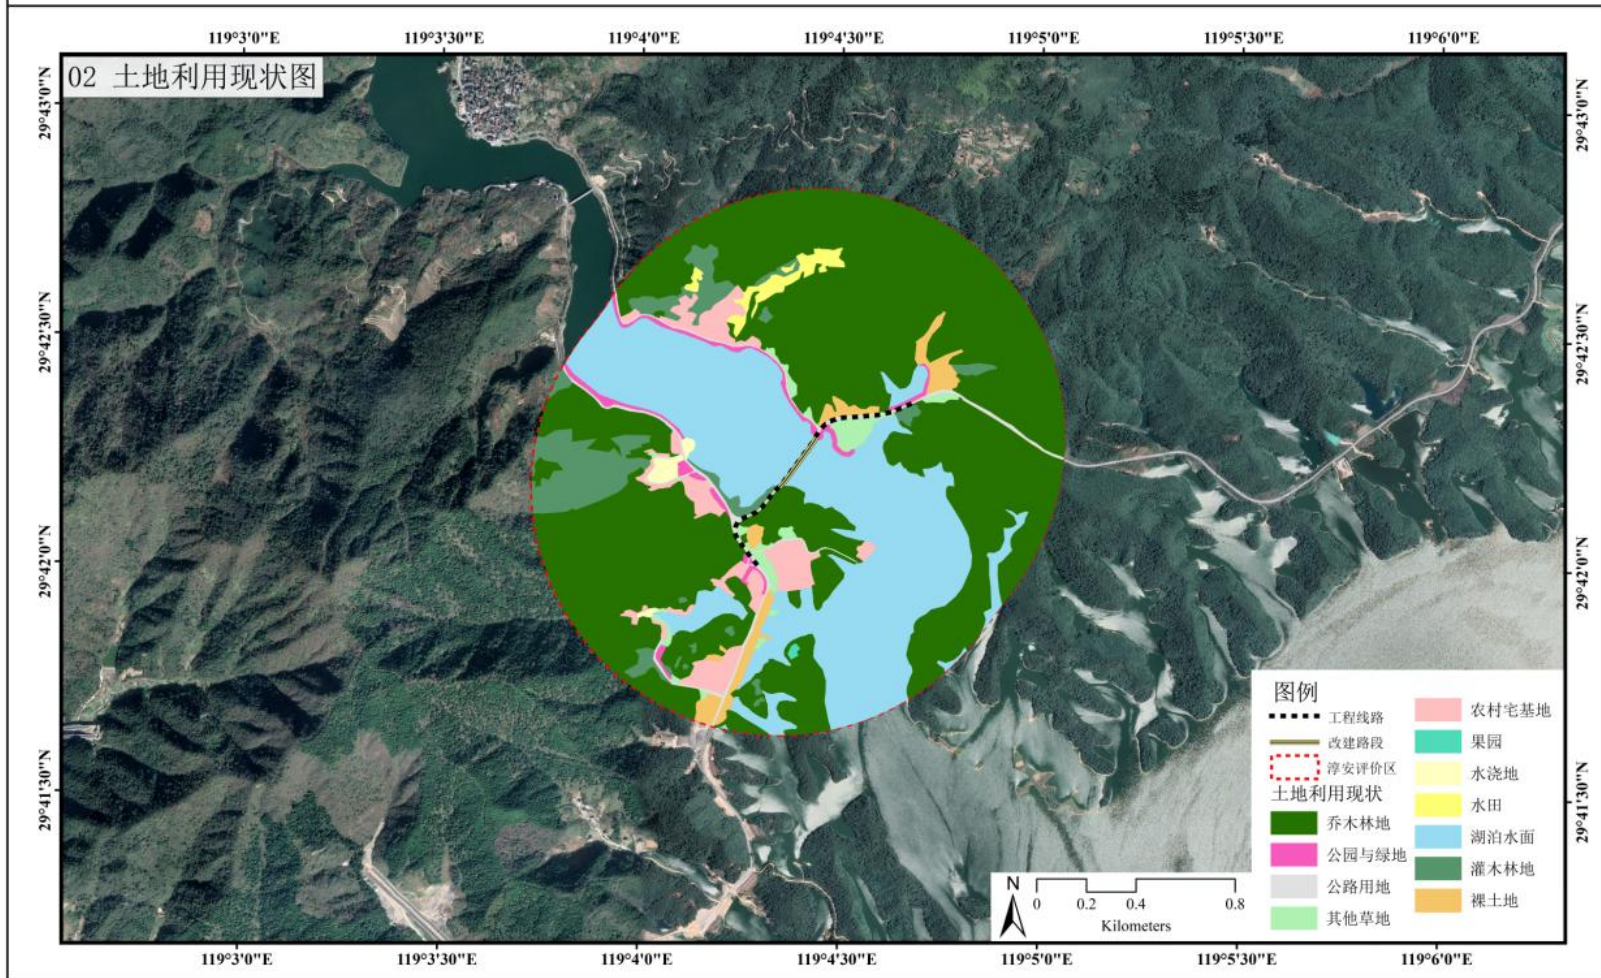 119°3'0"E 119°3'30"E 119°4'0"E 119°4'30"E 119°5'0"E 119°5'30"E 119°6'0"E
02 土地利用现状图
29°43'0"N 29°43'0"N
29°42'30"N 29°42'30"N
29°42'0"N 29°42'0"N
29°41'30"N 29°41'30"N
图例
工程线路
改建路段
淳安评价区
土地利用现状
乔木林地
公园与绿地
公路用地
其他草地
农村宅基地
果园
水浇地
水田
湖泊水面
灌木林地
裸土地
N
0 0.2 0.4 0.8
Kilometers
119°3'0"E 119°3'30"E 119°4'0"E 119°4'30"E 119°5'0"E 119°5'30"E 119°6'0"E